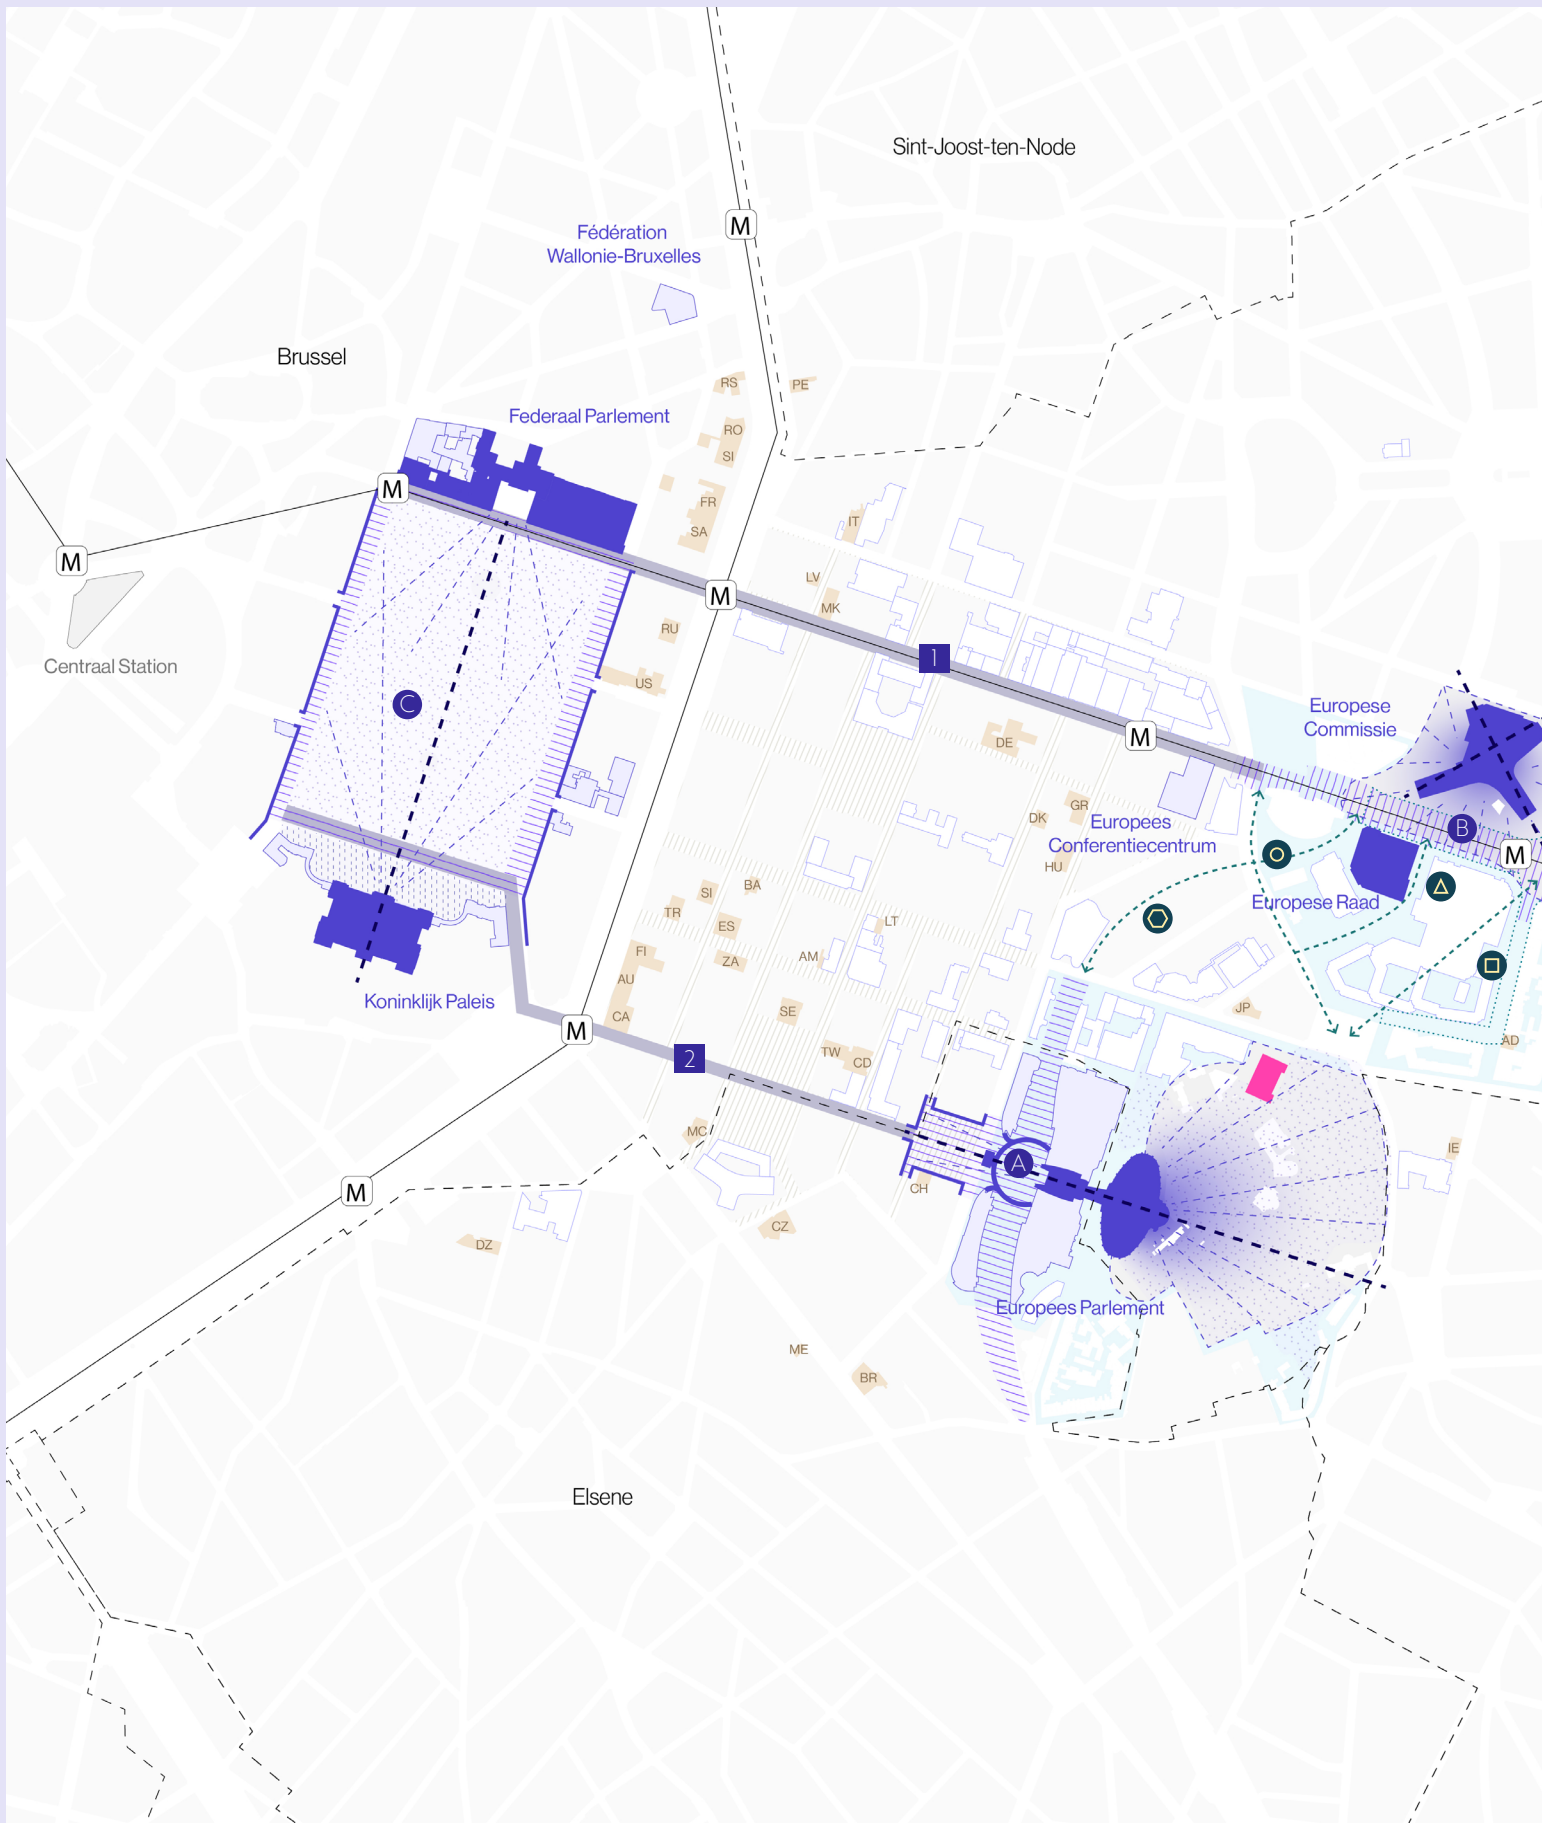 Sint-Joost-ten-Node
M
Fédération
Wallonie-Bruxelles
Brussel
RS
PE
Federaal Parlement
RO
SI
M
FR
IT
SA
M
LV
M
MK
RU
1
Centraal Station
US
C
Europese
Commissie
DE
M
GR
DK
Europees
Conferentiecentrum
B
M
HU
BA
SI
Europese Raad
TR
ES
LT
FI
ZA
AM
AU
Koninklijk Paleis
SE
JP
CA
M
AD
TW
2
CD
MC
IE
A
M
CH
CZ
DZ
Europees Parlement
ME
BR
Elsene